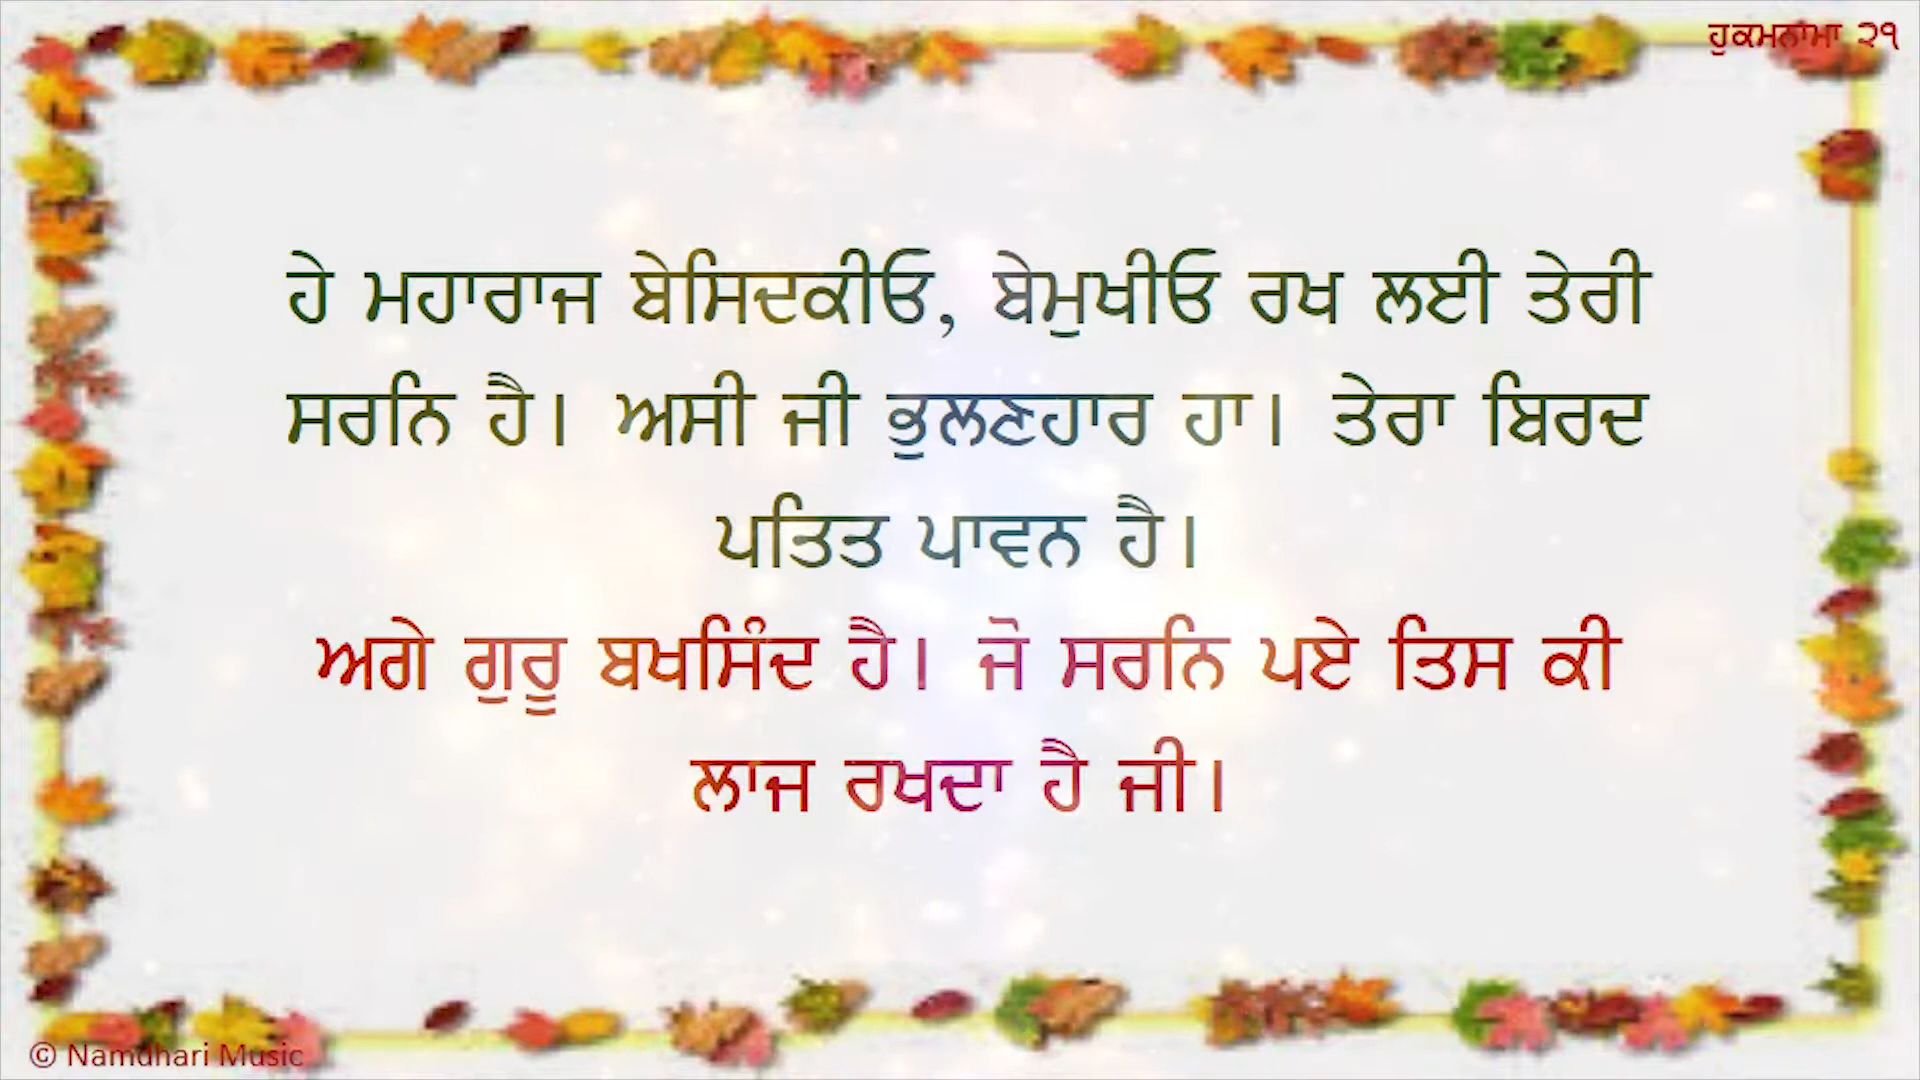 ਹੁਕਮਨਾਮਾ ੨੧
ਹੇ ਮਹਾਰਾਜ ਬੇਸਿਦਕੀਓ, ਬੇਮੁਖੀਓ ਰਖ ਲਈ ਤੇਰੀ
ਸਰਨਿ ਹੈ। ਅਸੀ ਜੀ ਭੁਲਣਹਾਰ ਹਾ। ਤੇਰਾ ਬਿਰਦ
ਪਤਿਤ ਪਾਵਨ ਹੈ।
ਅਗੇ ਗੁਰੂ ਬਖਸਿੰਦ ਹੈ। ਜੋ ਸਰਨਿ ਪਏ ਤਿਸ ਕੀ
ਲਾਜ ਰਖਦਾ ਹੈ ਜੀ।
© Namdhari Music